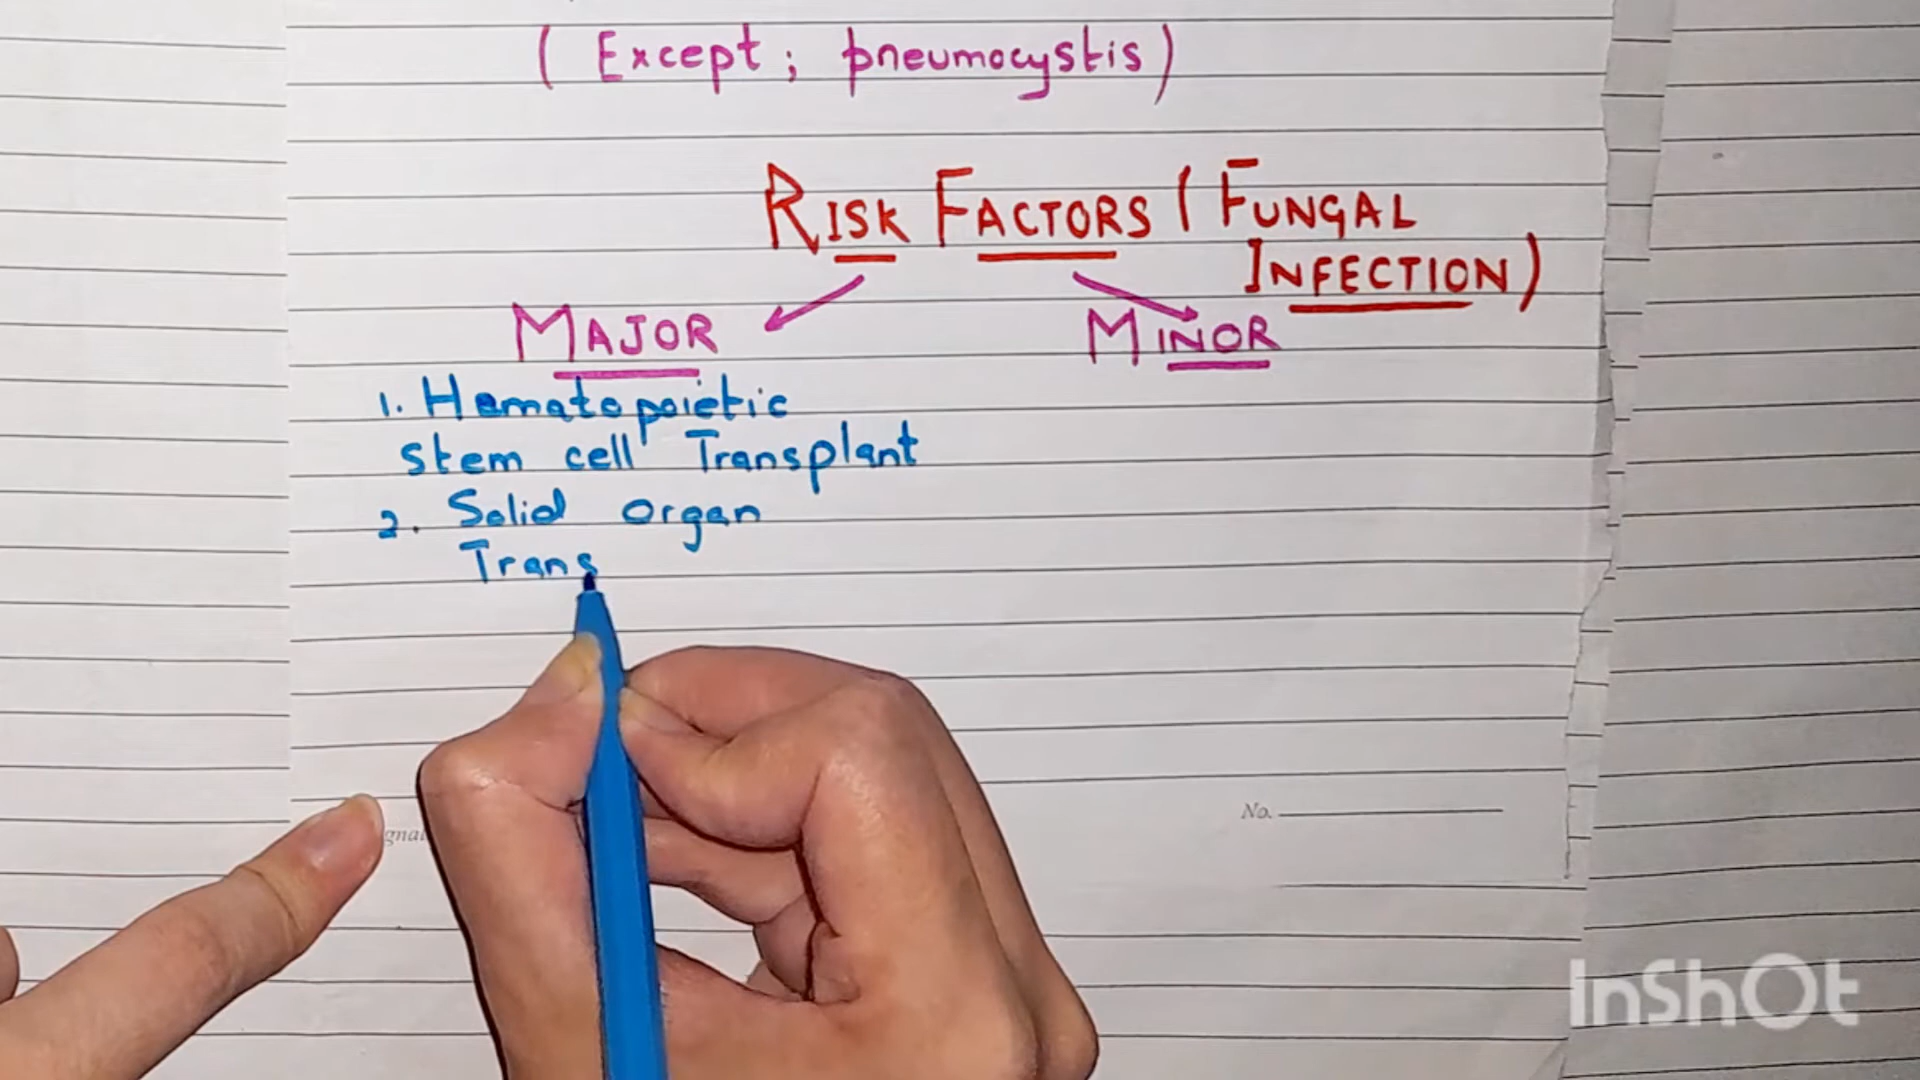 ( Except ; pneumocystis )
RISK FACTORS ( FUNGAL
INFECTION )
MAJOR
MINOR
1. Hematopoietic
stem cell Transplant
2. Solid organ
Trans
gnat
No.
InShOt